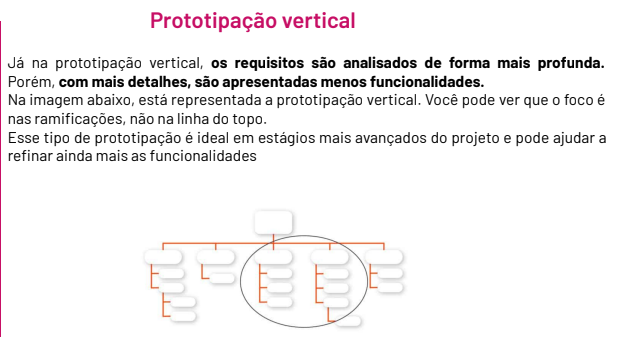 Prototipação vertical
Já na prototipação vertical, os requisitos são analisados de forma mais profunda.
Porém, com mais detalhes, são apresentadas menos funcionalidades.
Na imagem abaixo, está representada a prototipação vertical. Você pode ver que o foco é
nas ramificações, não na linha do topo.
Esse tipo de prototipação é ideal em estágios mais avançados do projeto e pode ajudar a
refinar ainda mais as funcionalidades